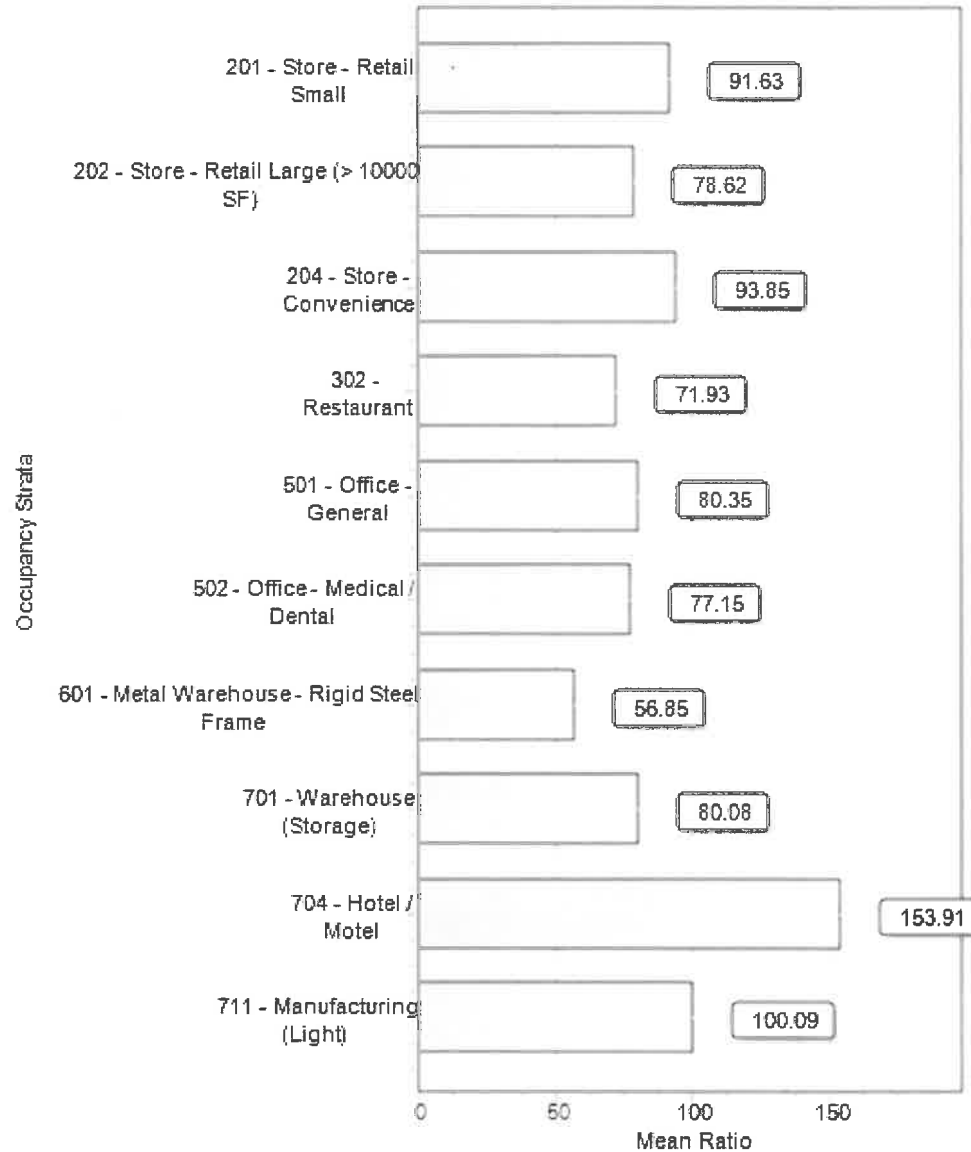 201 - Store - Retail
Small
91.63
202 - Store - Retail Large (> 10000
SF)
78.62
204 - Store -
Convenience
93.85
302 -
Restaurant
71.93
501 - Office -
General
80.35
502 - Office - Medical /
Dental
77.15
601 - Metal Warehouse - Rigid Steel
Frame
56.85
701 - Warehouse
(Storage)
80.08
704 - Hotel /
Motel
153.91
711 - Manufacturing
(Light)
100.09
Occupancy Strata
0 50 100 150
Mean Ratio